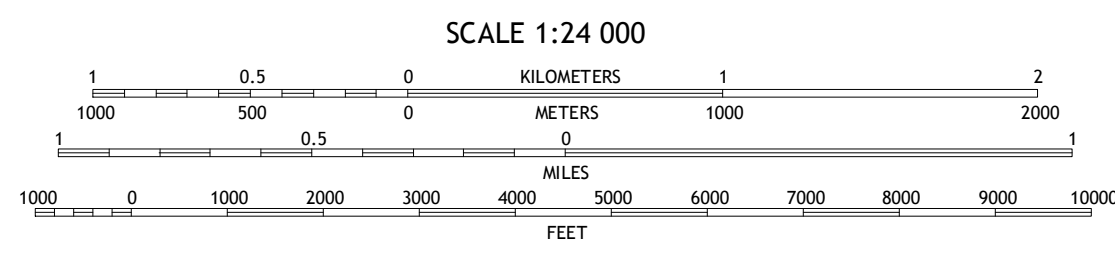 SCALE 1:24 000
1 0.5 0 KILOMETERS 1 2
1000 500 0 METERS 1000 2000
1 0.5 0 1
MILES
1000 0 1000 2000 3000 4000 5000 6000 7000 8000 9000 10000
FEET